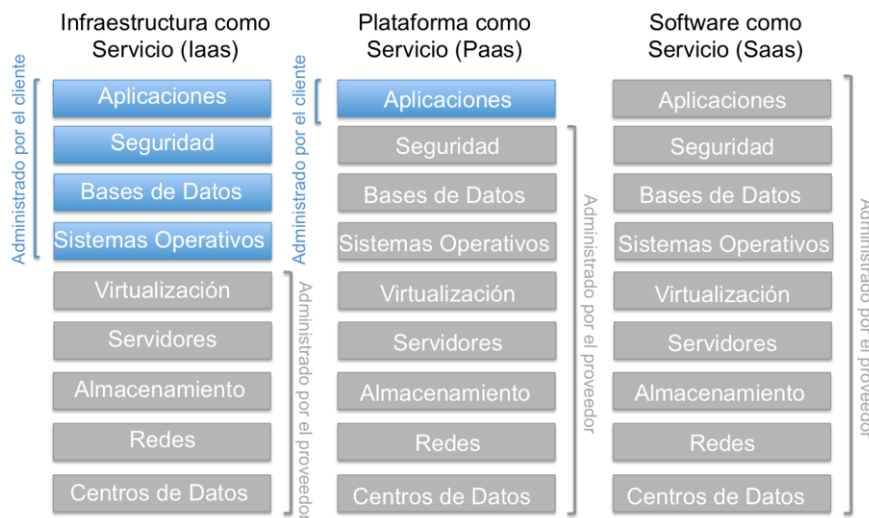 Infraestructura como
Servicio (Iaas)
Administrado por el cliente
Aplicaciones
Seguridad
Bases de Datos
Sistemas Operativos
Virtualización
Servidores
Almacenamiento
Redes
Centros de Datos
Administrado por el proveedor
Plataforma como
Servicio (Paas)
Administrado por el cliente
Aplicaciones
Seguridad
Bases de Datos
Sistemas Operativos
Virtualización
Servidores
Almacenamiento
Redes
Centros de Datos
Administrado por el proveedor
Software como
Servicio (Saas)
Aplicaciones
Seguridad
Bases de Datos
Sistemas Operativos
Virtualización
Servidores
Almacenamiento
Redes
Centros de Datos
Administrado por el proveedor